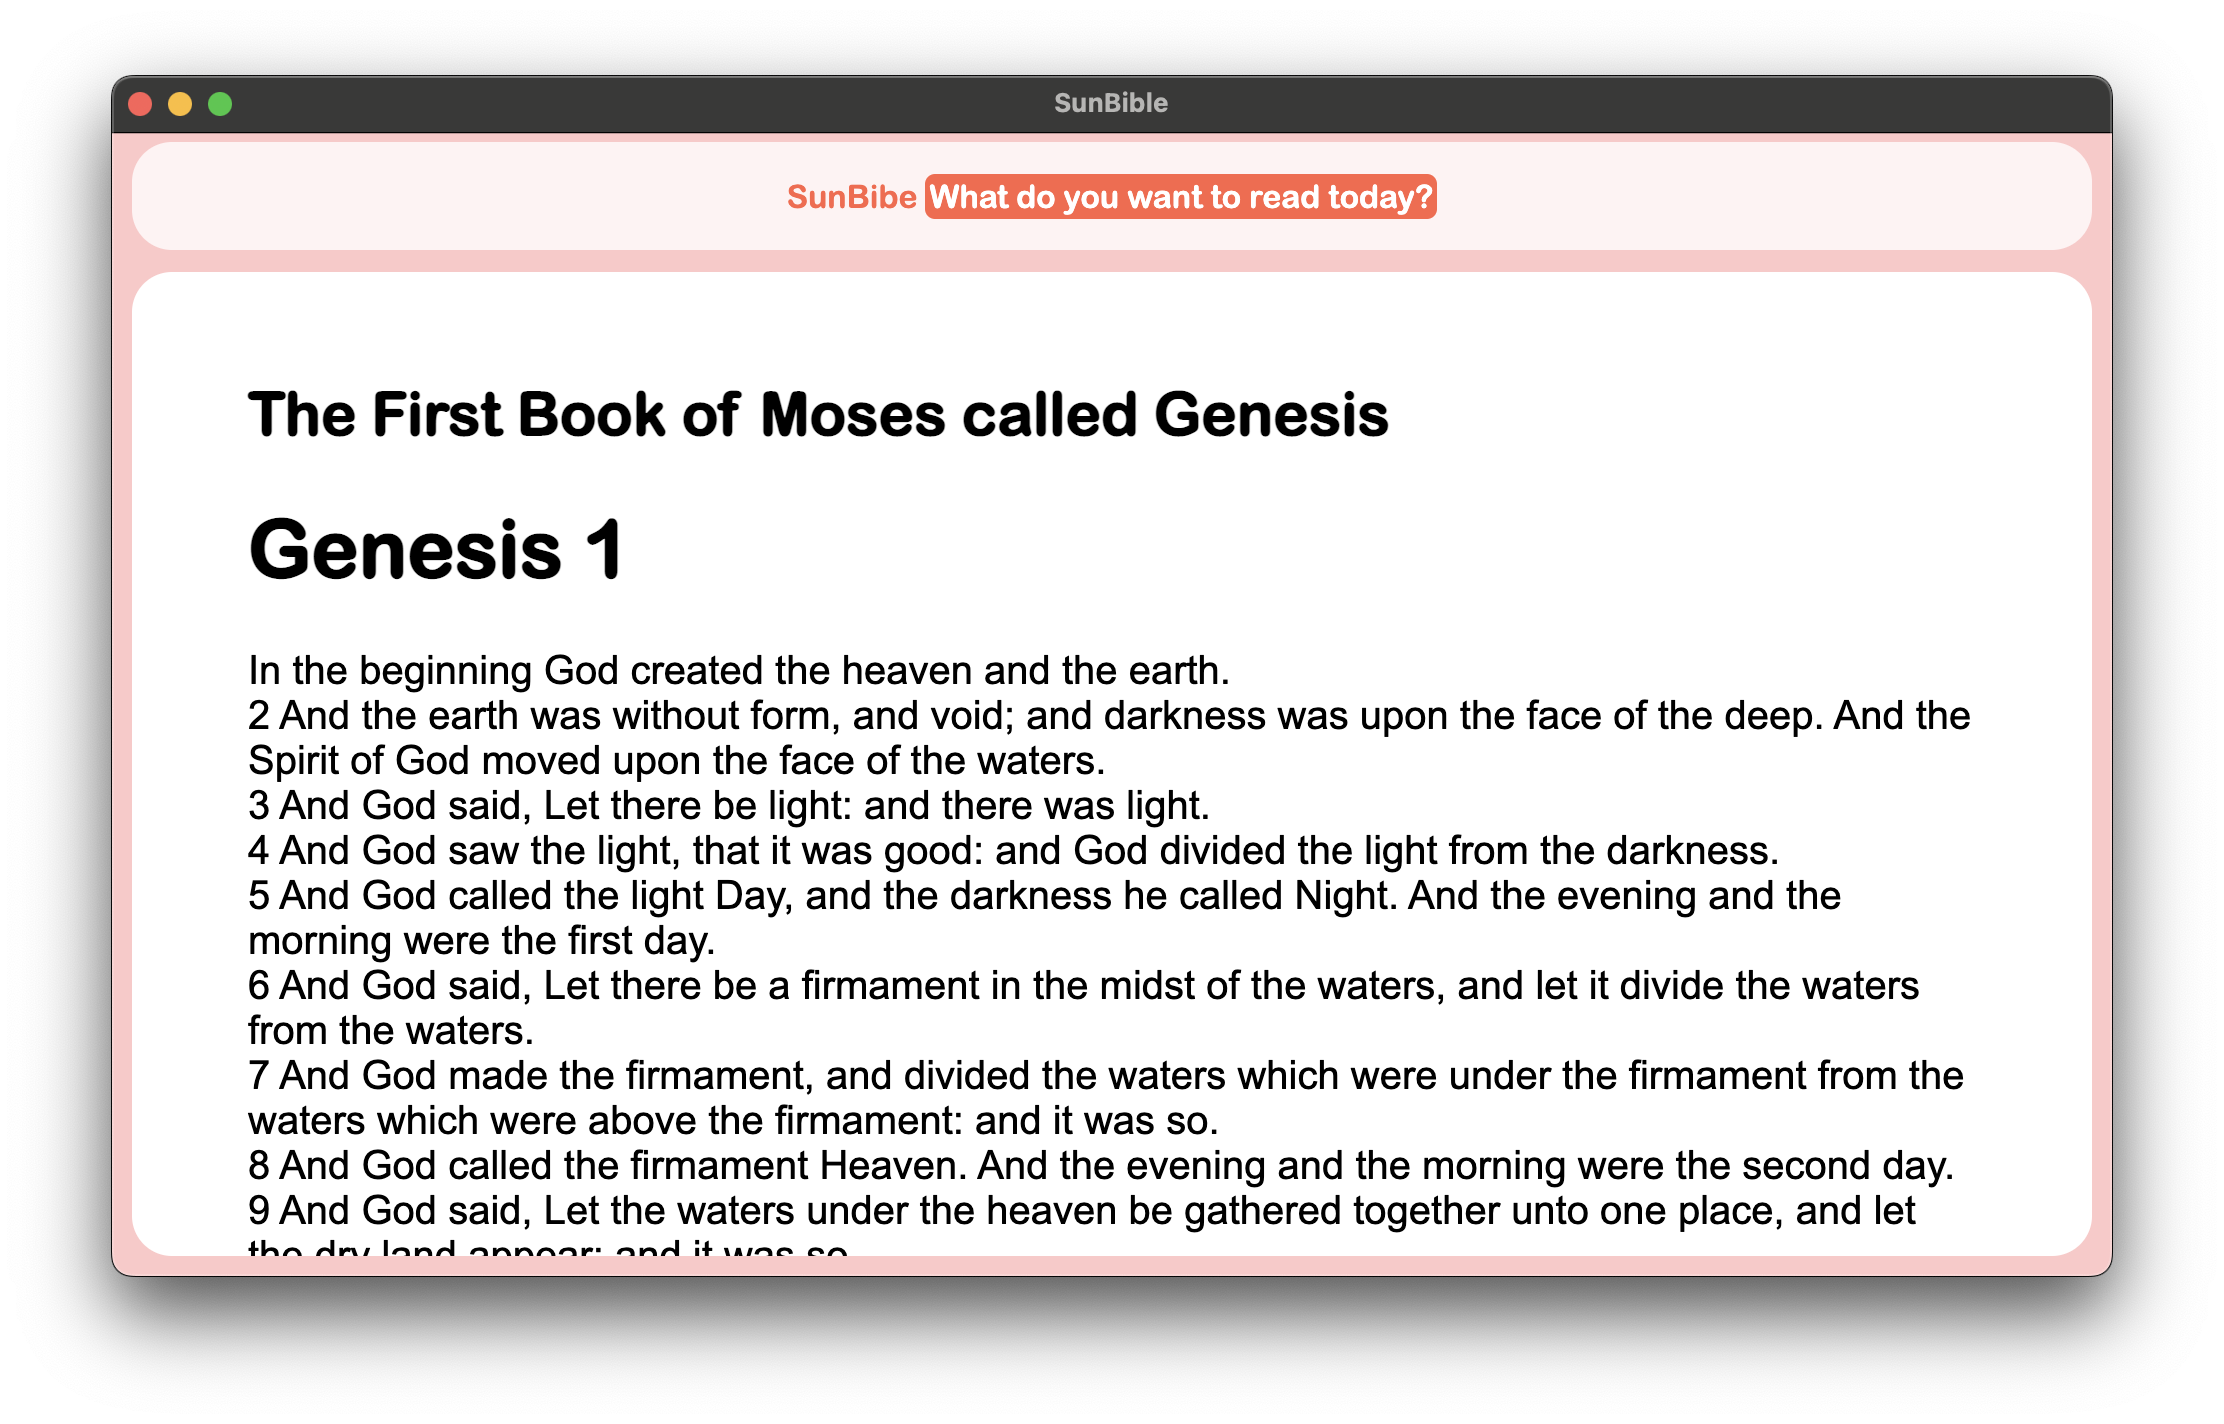 SunBible
SunBibe What do you want to read today?
The First Book of Moses called Genesis
Genesis 1
In the beginning God created the heaven and the earth.
2 And the earth was without form, and void; and darkness was upon the face of the deep. And the
Spirit of God moved upon the face of the waters.
3 And God said, Let there be light: and there was light.
4 And God saw the light, that it was good: and God divided the light from the darkness.
5 And God called the light Day, and the darkness he called Night. And the evening and the
morning were the first day.
6 And God said, Let there be a firmament in the midst of the waters, and let it divide the waters
from the waters.
7 And God made the firmament, and divided the waters which were under the firmament from the
waters which were above the firmament: and it was so.
8 And God called the firmament Heaven. And the evening and the morning were the second day.
9 And God said, Let the waters under the heaven be gathered together unto one place, and let
the dry land appear: and it was so.